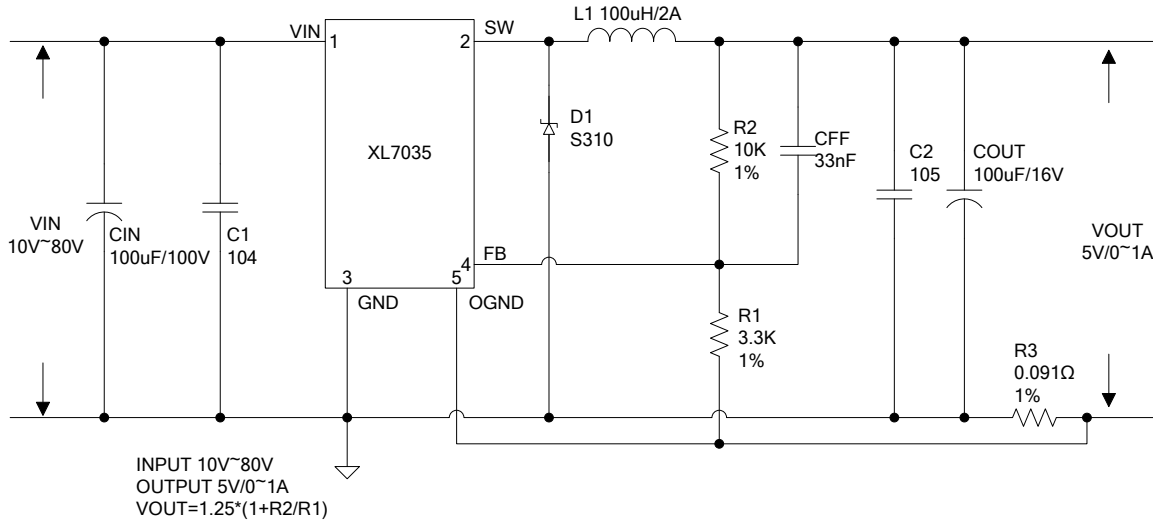 L1 100uH/2A
VIN
1
2
SW
XL7035
D1
S310
R2
10K
1%
CFF
33nF
C2
105
COUT
100uF/16V
VIN
10V~80V
CIN
100uF/100V
C1
104
VOUT
5V/0~1A
4
FB
3
GND
5
OGND
R1
3.3K
1%
R3
0.091Ω
1%
INPUT 10V~80V
OUTPUT 5V/0~1A
VOUT=1.25*(1+R2/R1)